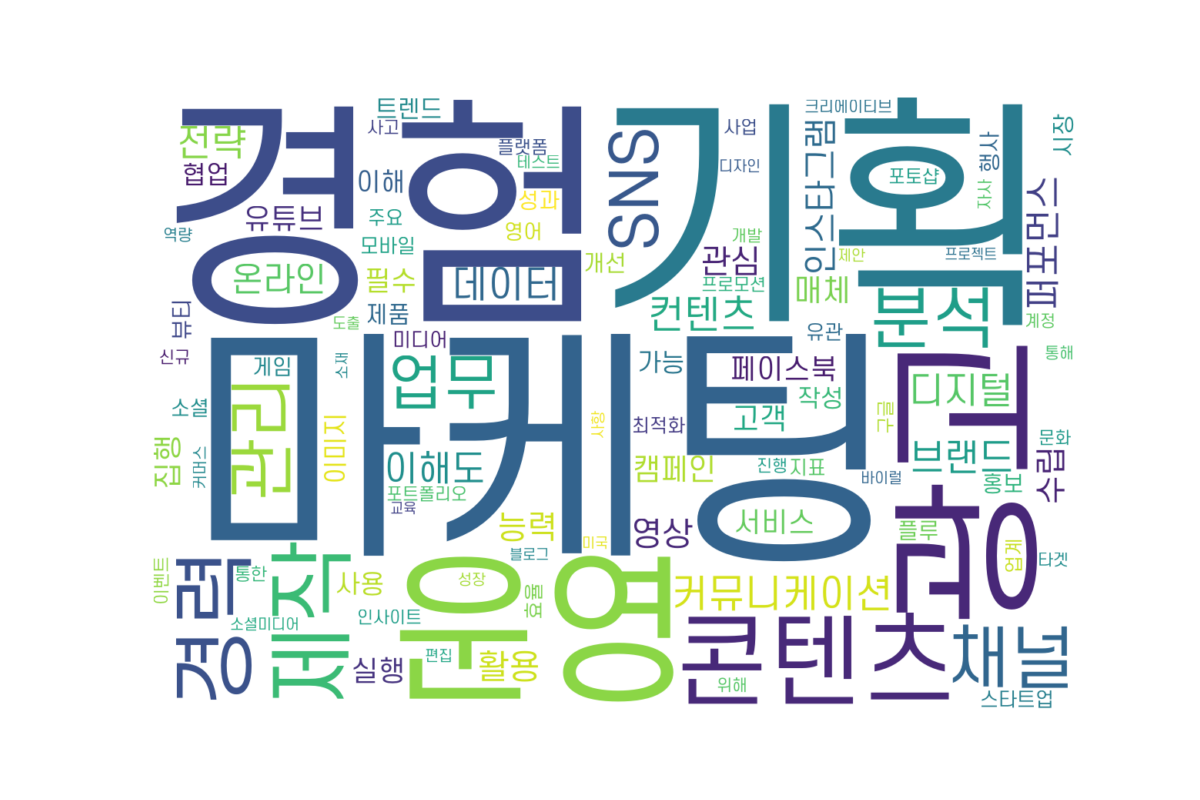 경험
기획
마케팅
광고
운영
콘텐츠
제작
경력
채널
분석
SNS
데이터
관리
업무
트렌드
사고
전략
협업
플랫폼
테스트
이해
성과
유튜브
주요
영어
역량
모바일
온라인
필수
개선
제품
뷰티
도출
신규
게임
소재
미디어
크리에이티브
사업
디자인
인스타그램
포토샵
자사
행사
시장
퍼포먼스
개발
관심
제안
프로젝트
프로모션
매체
컨텐츠
유관
계정
통해
가능
페이스북
디지털
작성
고객
최적화
구글
소셜
집행
커머스
이미지
이해도
사항
캠페인
진행
지표
바이럴
브랜드
홍보
수립
문화
포트폴리오
교육
능력
미국
영상
서비스
플루
업계
타겟
블로그
이벤트
통한
사용
성장
효율
커뮤니케이션
인사이트
소셜미디어
실행
편집
활용
위해
스타트업